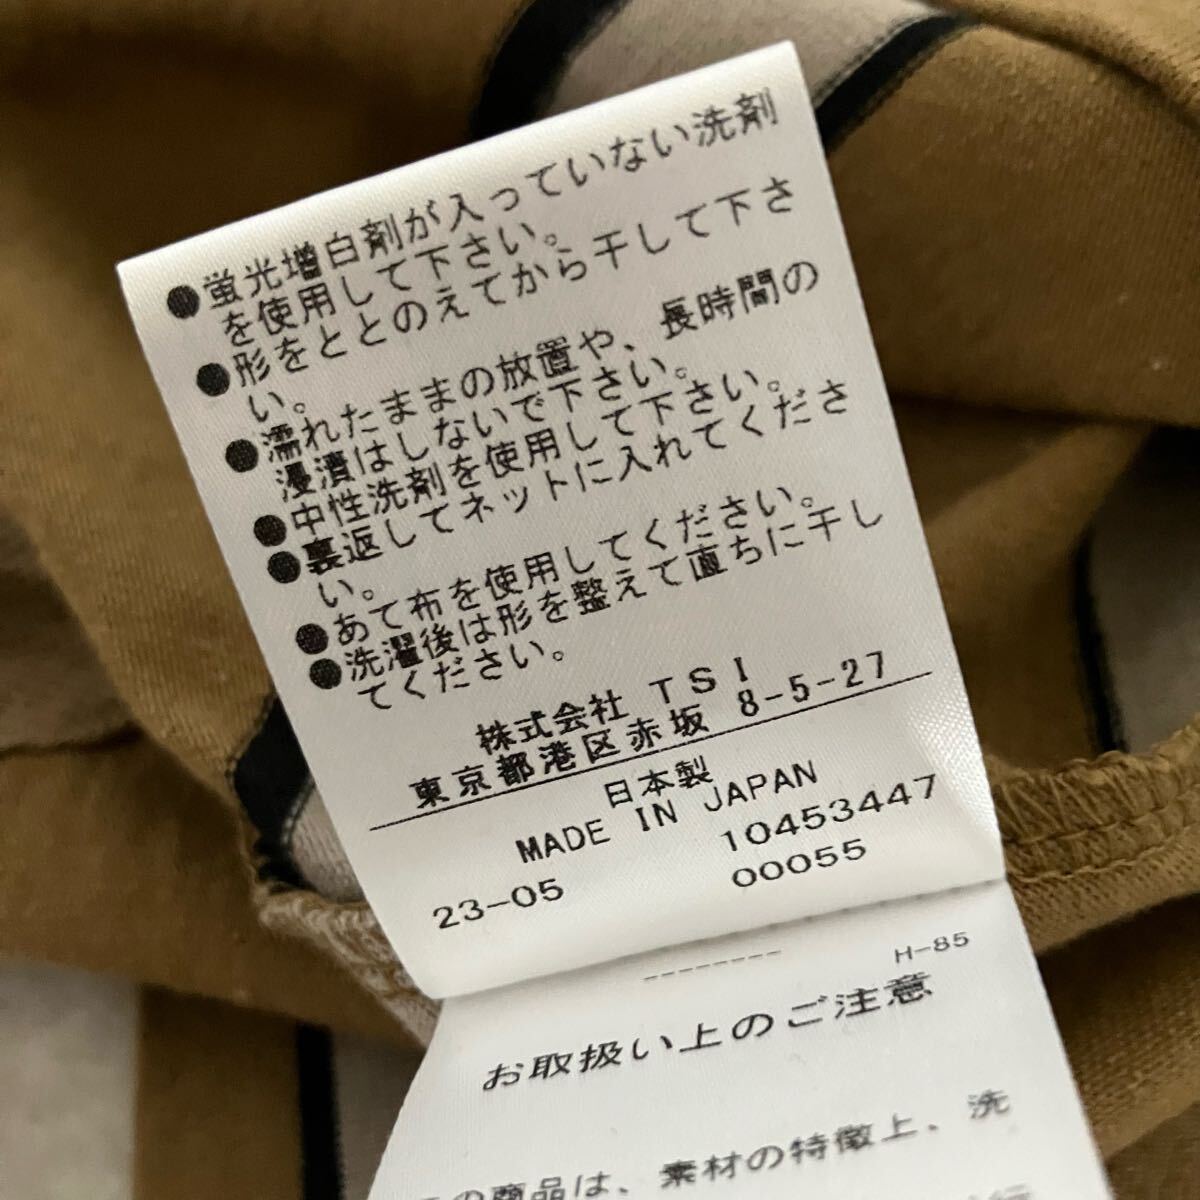 ●蛍光増白剤が入っていない洗剤
を使用して下さい。
●形をととのえてから干して下さ
い。
●濡れたままの放置や、長時間の
浸漬はしないで下さい。
●中性洗剤を使用して下さい。
●裏返してネットに入れてくださ
い。
●あて布を使用してください。
●洗濯後は形を整えて直ちに干し
てください。
株式会社 TSI
東京都港区赤坂 8-5-27
日本製
MADE IN JAPAN
10453447
23-05 00055
H-85
お取扱い上のご注意
の商品は、素材の特徴上、洗